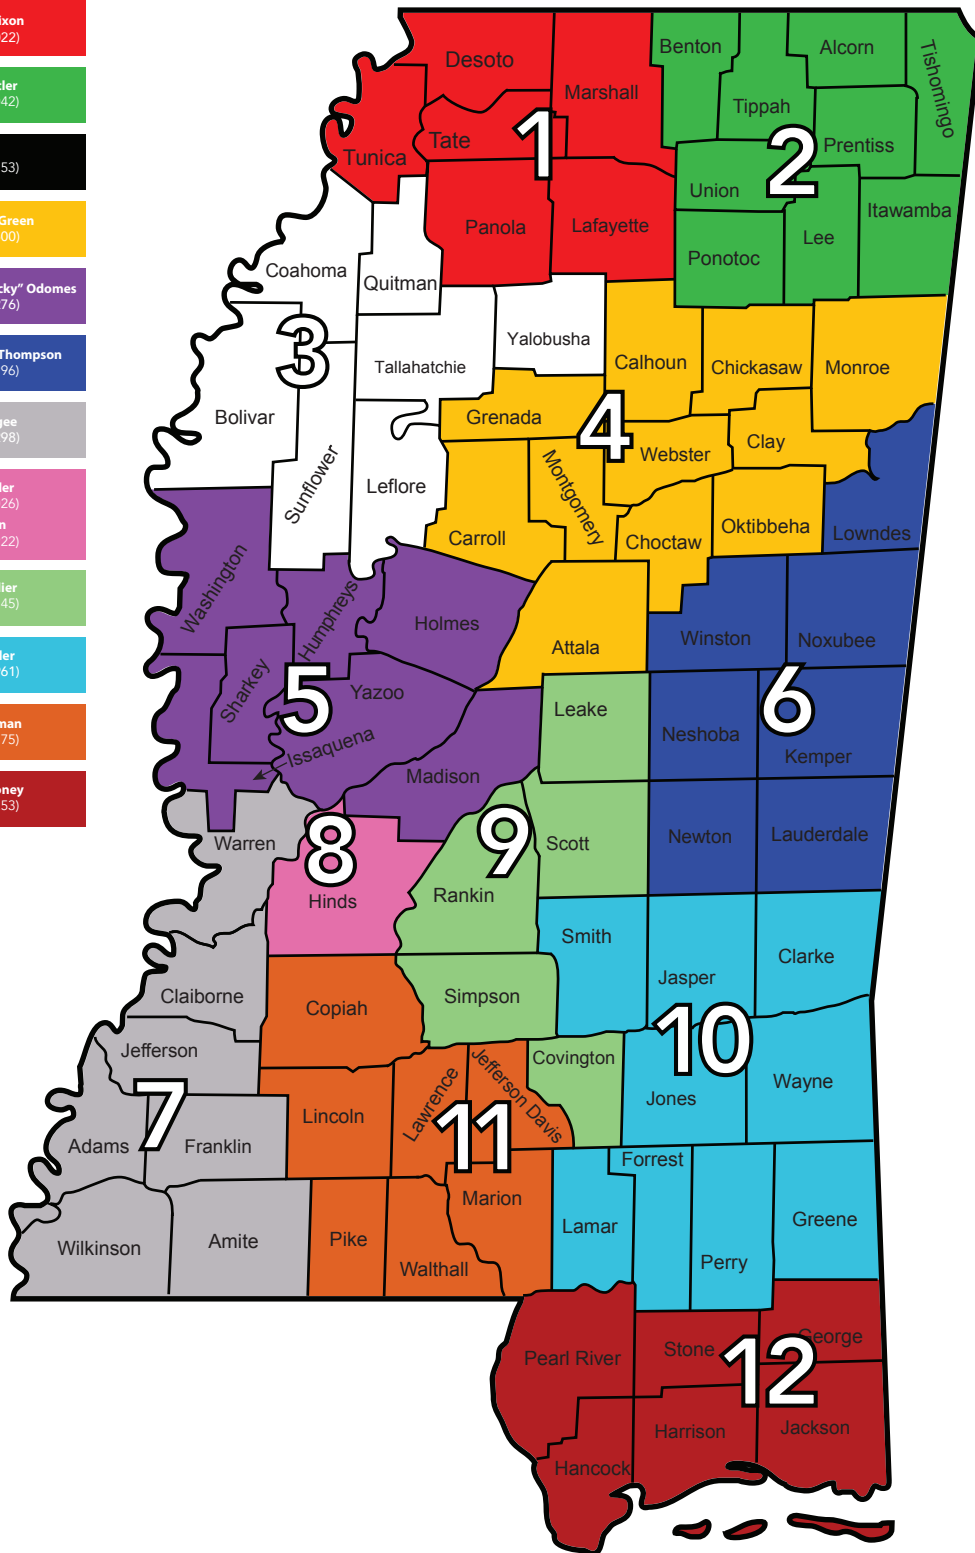 ixon
022)
ler
42)
53)
Green
00)
cky" Odomes
76)
Thompson
96)
gee
98)
ler
26)
n
22)
lier
45)
ler
61)
man
75)
oney
53)
Desoto
Marshall
Benton
Alcorn
Tishomingo
Tippah
Tate
1
2
Prentiss
Tunica
Union
Itawamba
Panola
Lafayette
Lee
Ponotoc
Coahoma
Quitman
3
Yalobusha
Tallahatchie
Calhoun
Chickasaw
Monroe
Bolivar
Grenada
4
Clay
Webster
Sunflower
Leflore
Montgomery
Oktibbeha
Lowndes
Carroll
Choctaw
Washington
Humphreys
Holmes
Attala
Winston
Noxubee
Sharkey
5
Yazoo
Leake
6
Neshoba
Kemper
Issaquena
Madison
Warren
8
9
Scott
Newton
Lauderdale
Hinds
Rankin
Smith
Clarke
Jasper
Claiborne
Copiah
Simpson
10
Jefferson
Covington
Lawrence
Jefferson Davis
Wayne
Jones
7
Lincoln
11
Adams
Franklin
Forrest
Marion
Wilkinson
Amite
Pike
Walthall
Lamar
Greene
Perry
Pearl River
Stone
George
12
Harrison
Jackson
Hancock